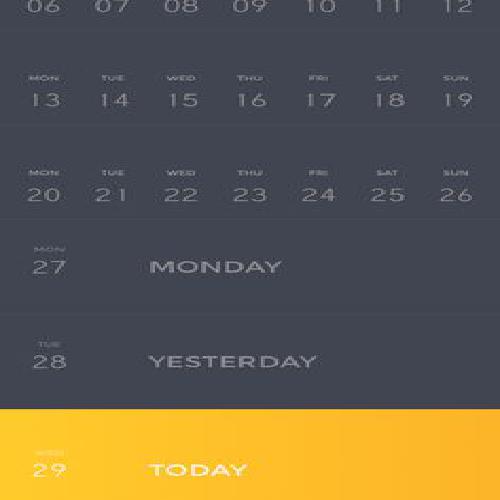 06 07 08 09 10 11 12
MON TUE WED THU FRI SAT SUN
13 14 15 16 17 18 19
MON TUE WED THU FRI SAT SUN
20 21 22 23 24 25 26
MON
27 MONDAY
TUE
28 YESTERDAY
WED
29 TODAY